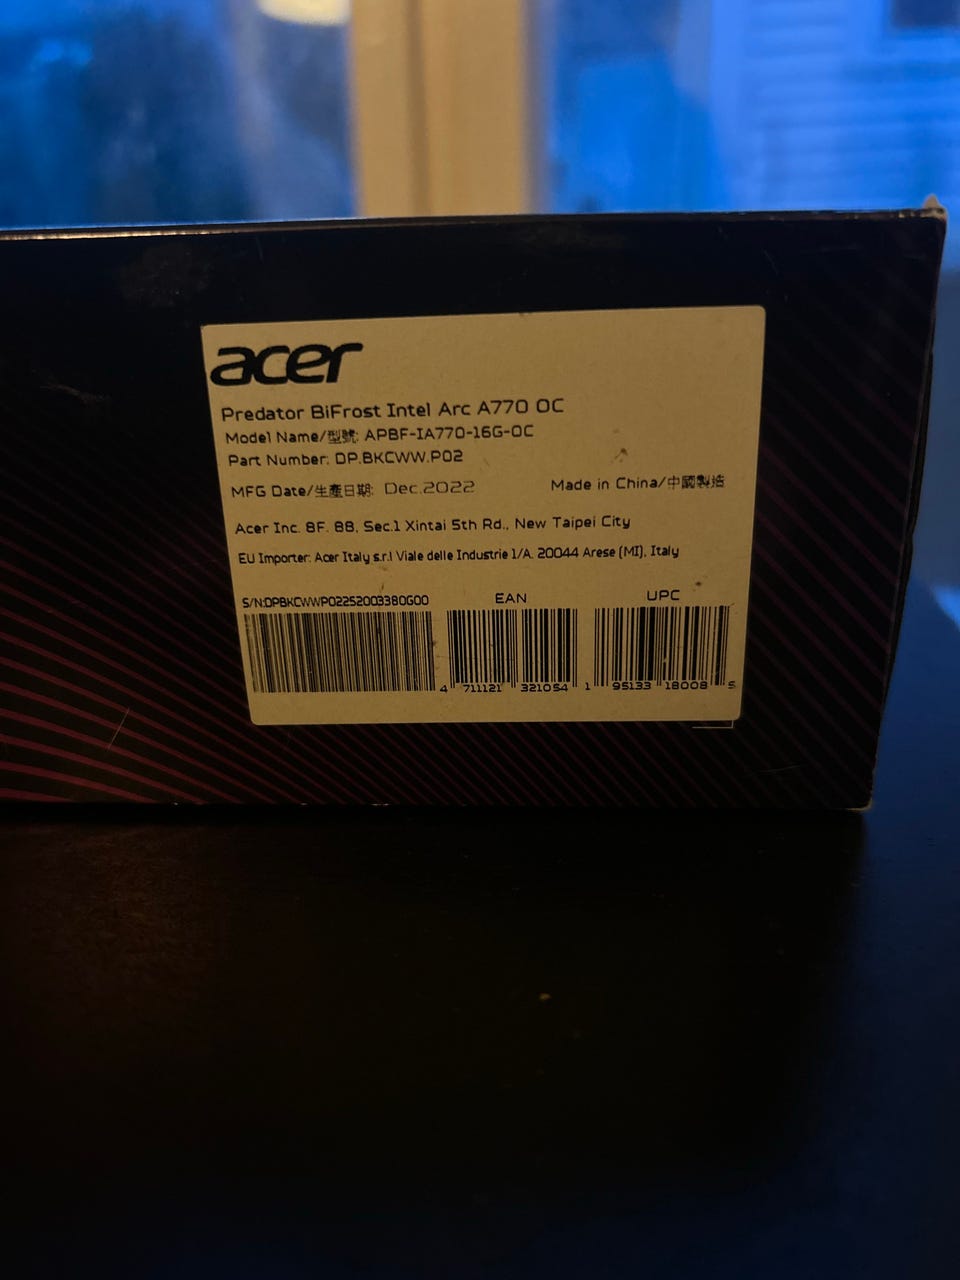 acer
Predator BiFrost Intel Arc A770 OC
Model Name/型號: APBF-IA770-16G-OC
Part Number: DP.BKCWW.P02
MFG Date/生產日期: Dec.2022 Made in China/中國製造
Acer Inc. 8F. 88, Sec.1 Xintai 5th Rd., New Taipei City
EU Importer: Acer Italy s.r.l Viale delle Industrie 1/A. 20044 Arese (MI), Italy
S/N:DPBKCWWP02252003380G00 EAN UPC
4 711121 321054 1 95133 18008 5